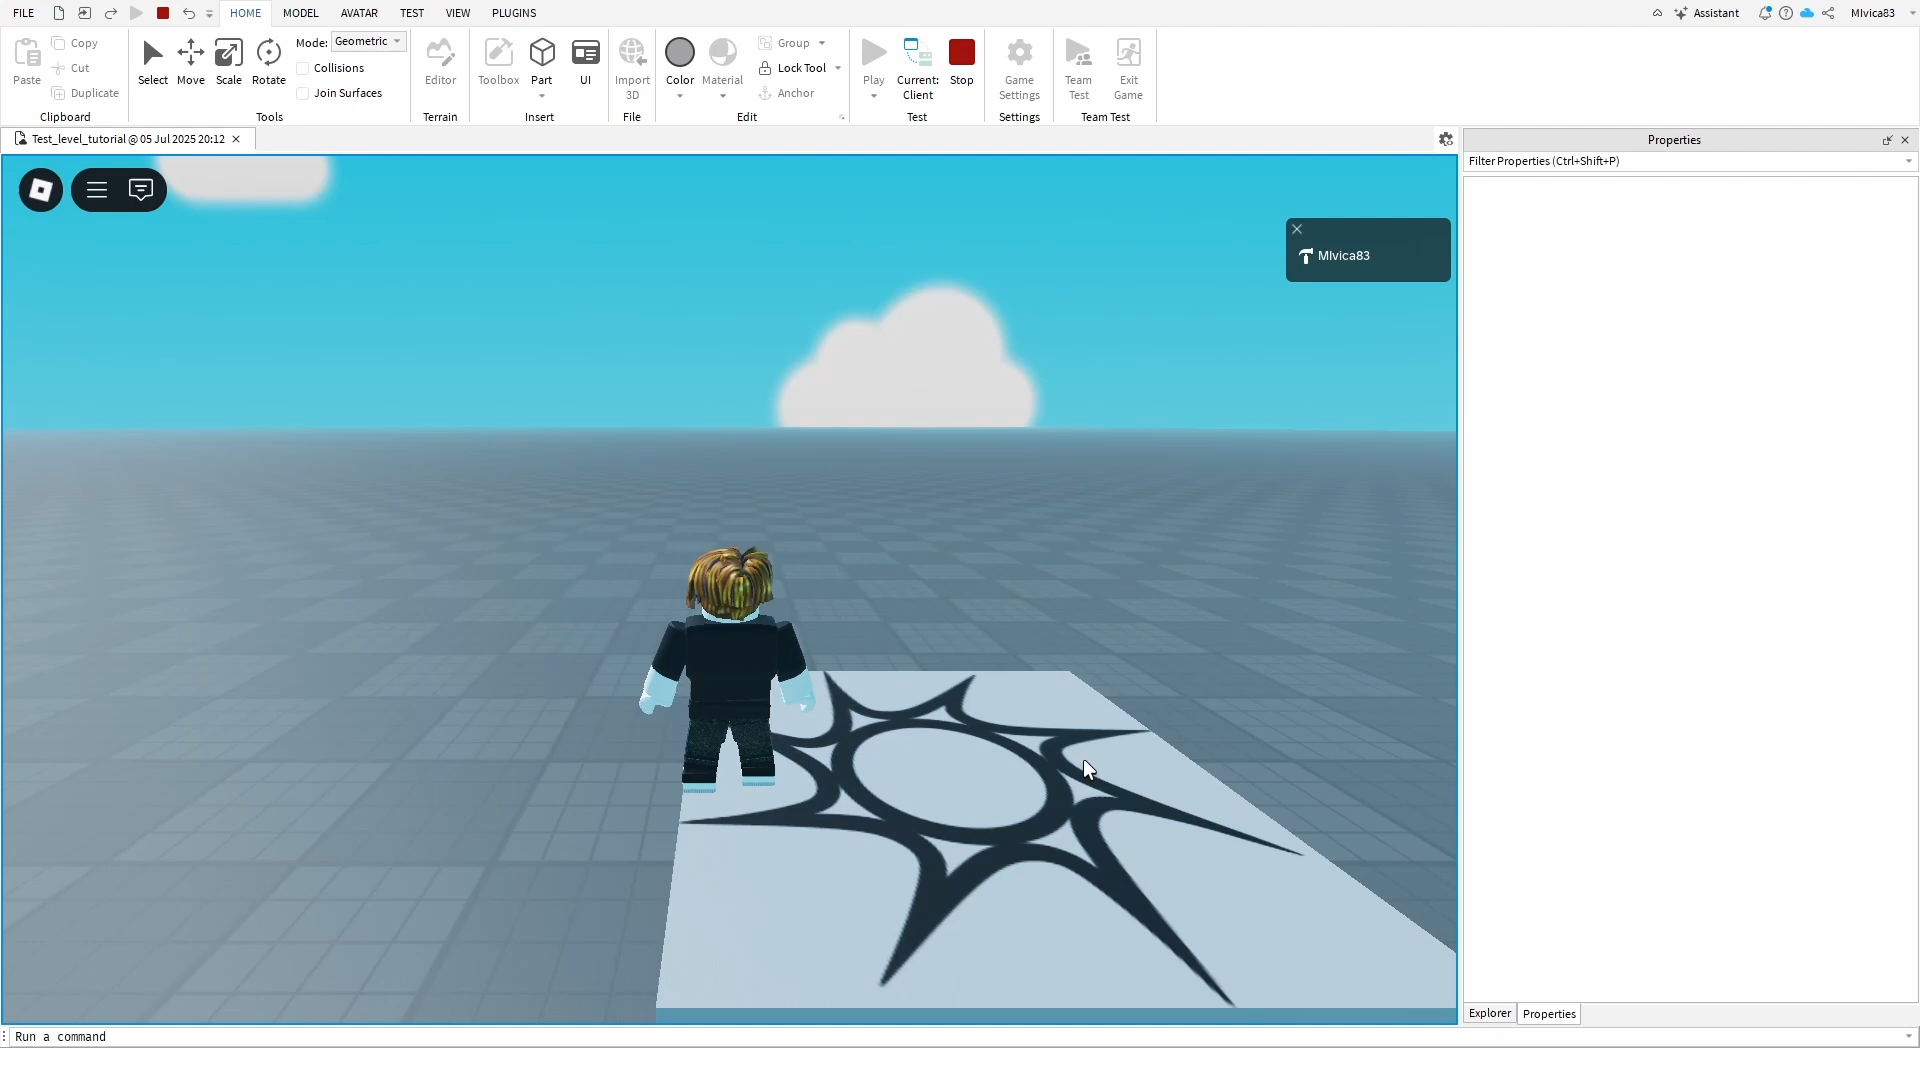 FILE HOME MODEL AVATAR TEST VIEW PLUGINS Assistant MIvica83
Copy
Cut
Duplicate
Paste
Clipboard
Select Move Scale Rotate
Mode: Geometric
Collisions
Join Surfaces
Tools
Editor
Terrain
Toolbox Part UI
Insert
Import
3D
File
Color Material
Group
Lock Tool
Anchor
Edit
Play
Current:
Client
Stop
Test
Game
Settings
Settings
Team
Test
Exit
Game
Team Test
Test_level_tutorial @ 05 Jul 2025 20:12
Properties
Filter Properties (Ctrl+Shift+P)
MIvica83
Explorer Properties
Run a command